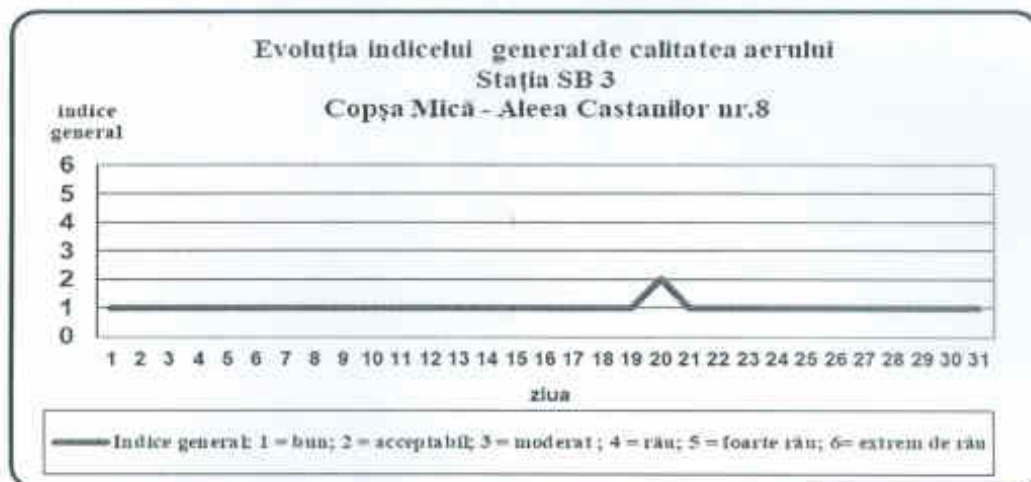 Evoluția indicelui general de calitatea aerului
Stația SB 3
Copșa Mică - Aleea Castanilor nr.8
indice
general
6
5
4
3
2
1
0
1 2 3 4 5 6 7 8 9 10 11 12 13 14 15 16 17 18 19 20 21 22 23 24 25 26 27 28 29 30 31
ziua
Indice general; 1 = bun; 2 = acceptabil; 3 = moderat ; 4 = rău; 5 = foarte rău; 6= extrem de rău